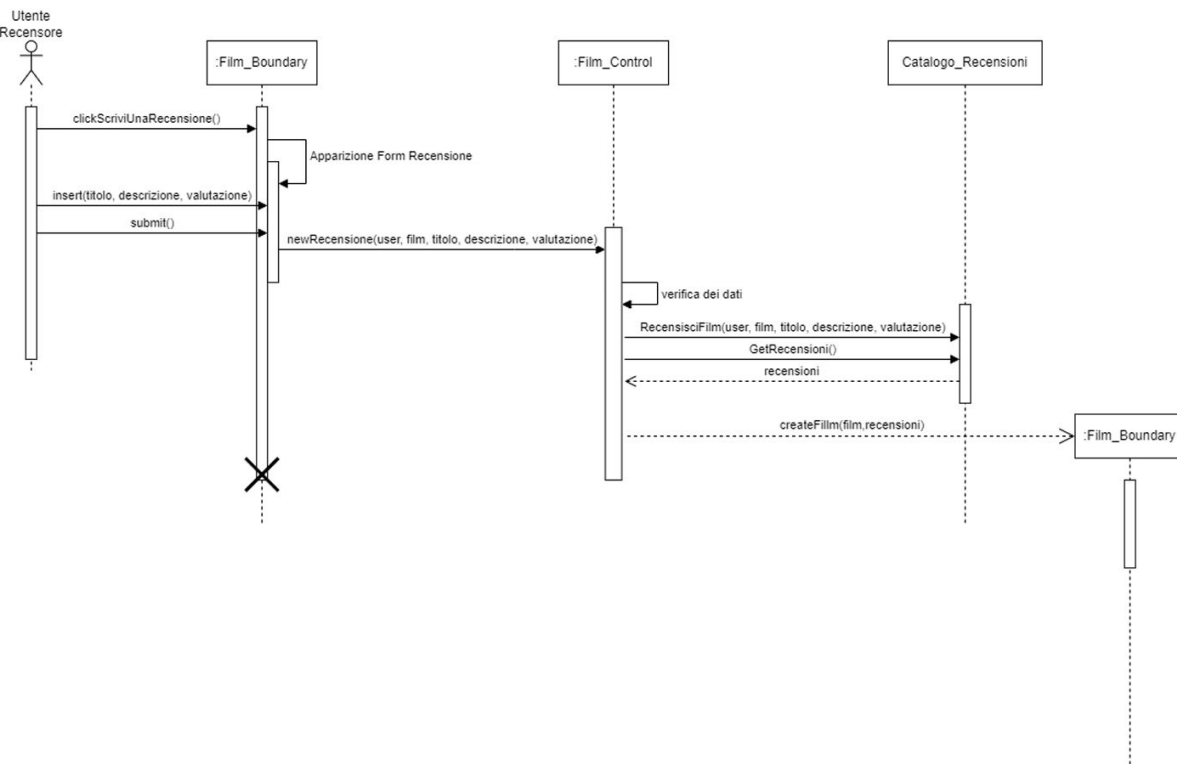 Utente
Recensore
:Film_Boundary
:Film_Control
Catalogo_Recensioni
clickScriviUnaRecensione()
Apparizione Form Recensione
insert(titolo, descrizione, valutazione)
submit()
newRecensione(user, film, titolo, descrizione, valutazione)
verifica dei dati
RecensisciFilm(user, film, titolo, descrizione, valutazione)
GetRecensioni()
recensioni
createFillm(film,recensioni)
:Film_Boundary